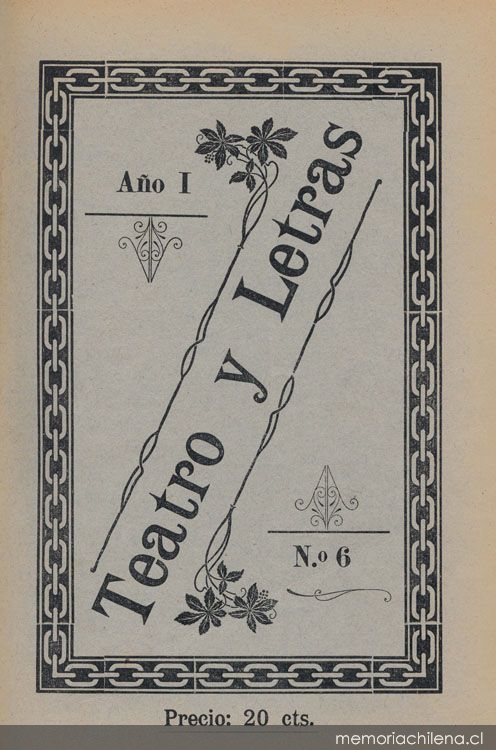 Año I
Teatro y Letras
N.o 6
Precio: 20 cts.
memoriachilena.cl